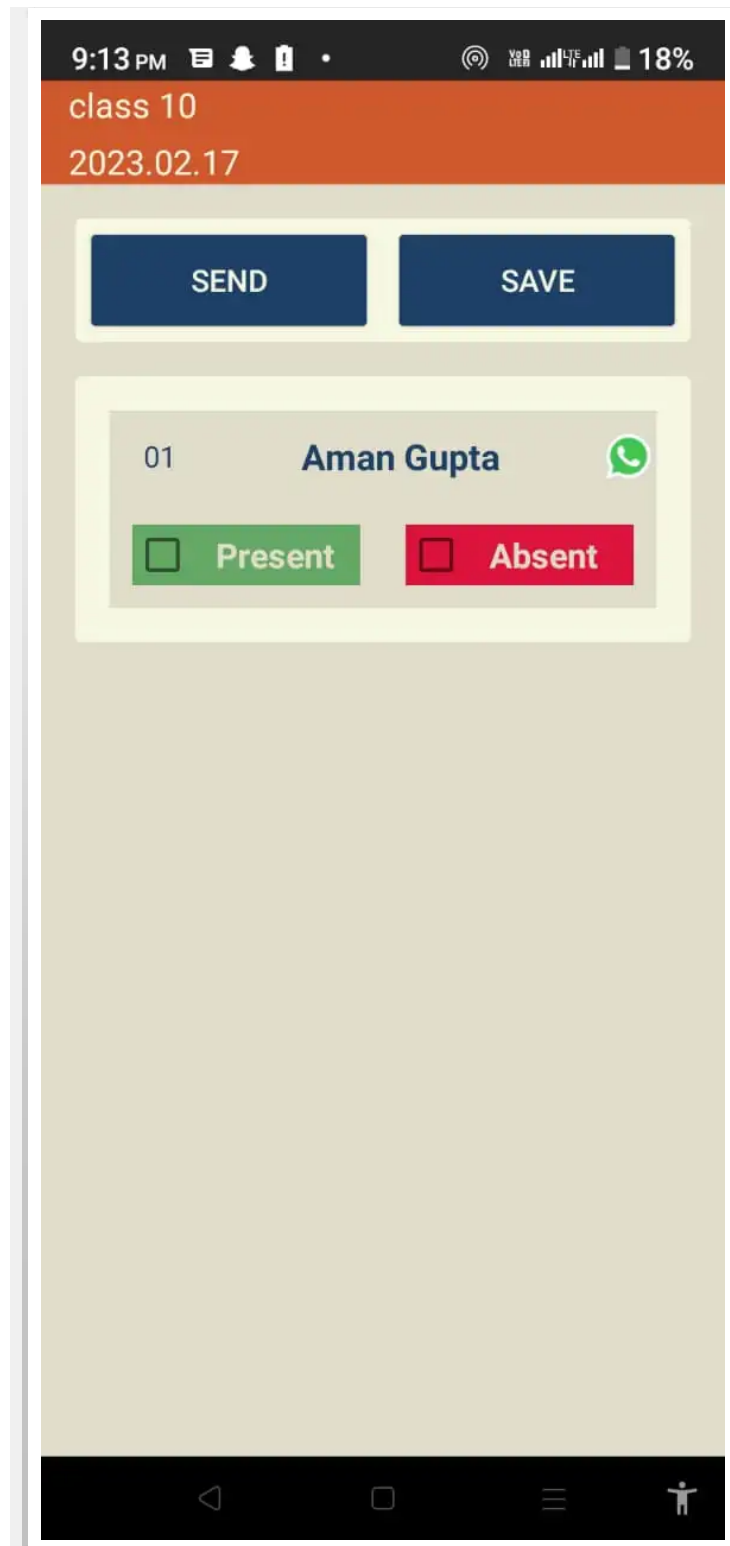 9:13 PM 18%
class 10
2023.02.17
SEND SAVE
01 Aman Gupta
Present Absent